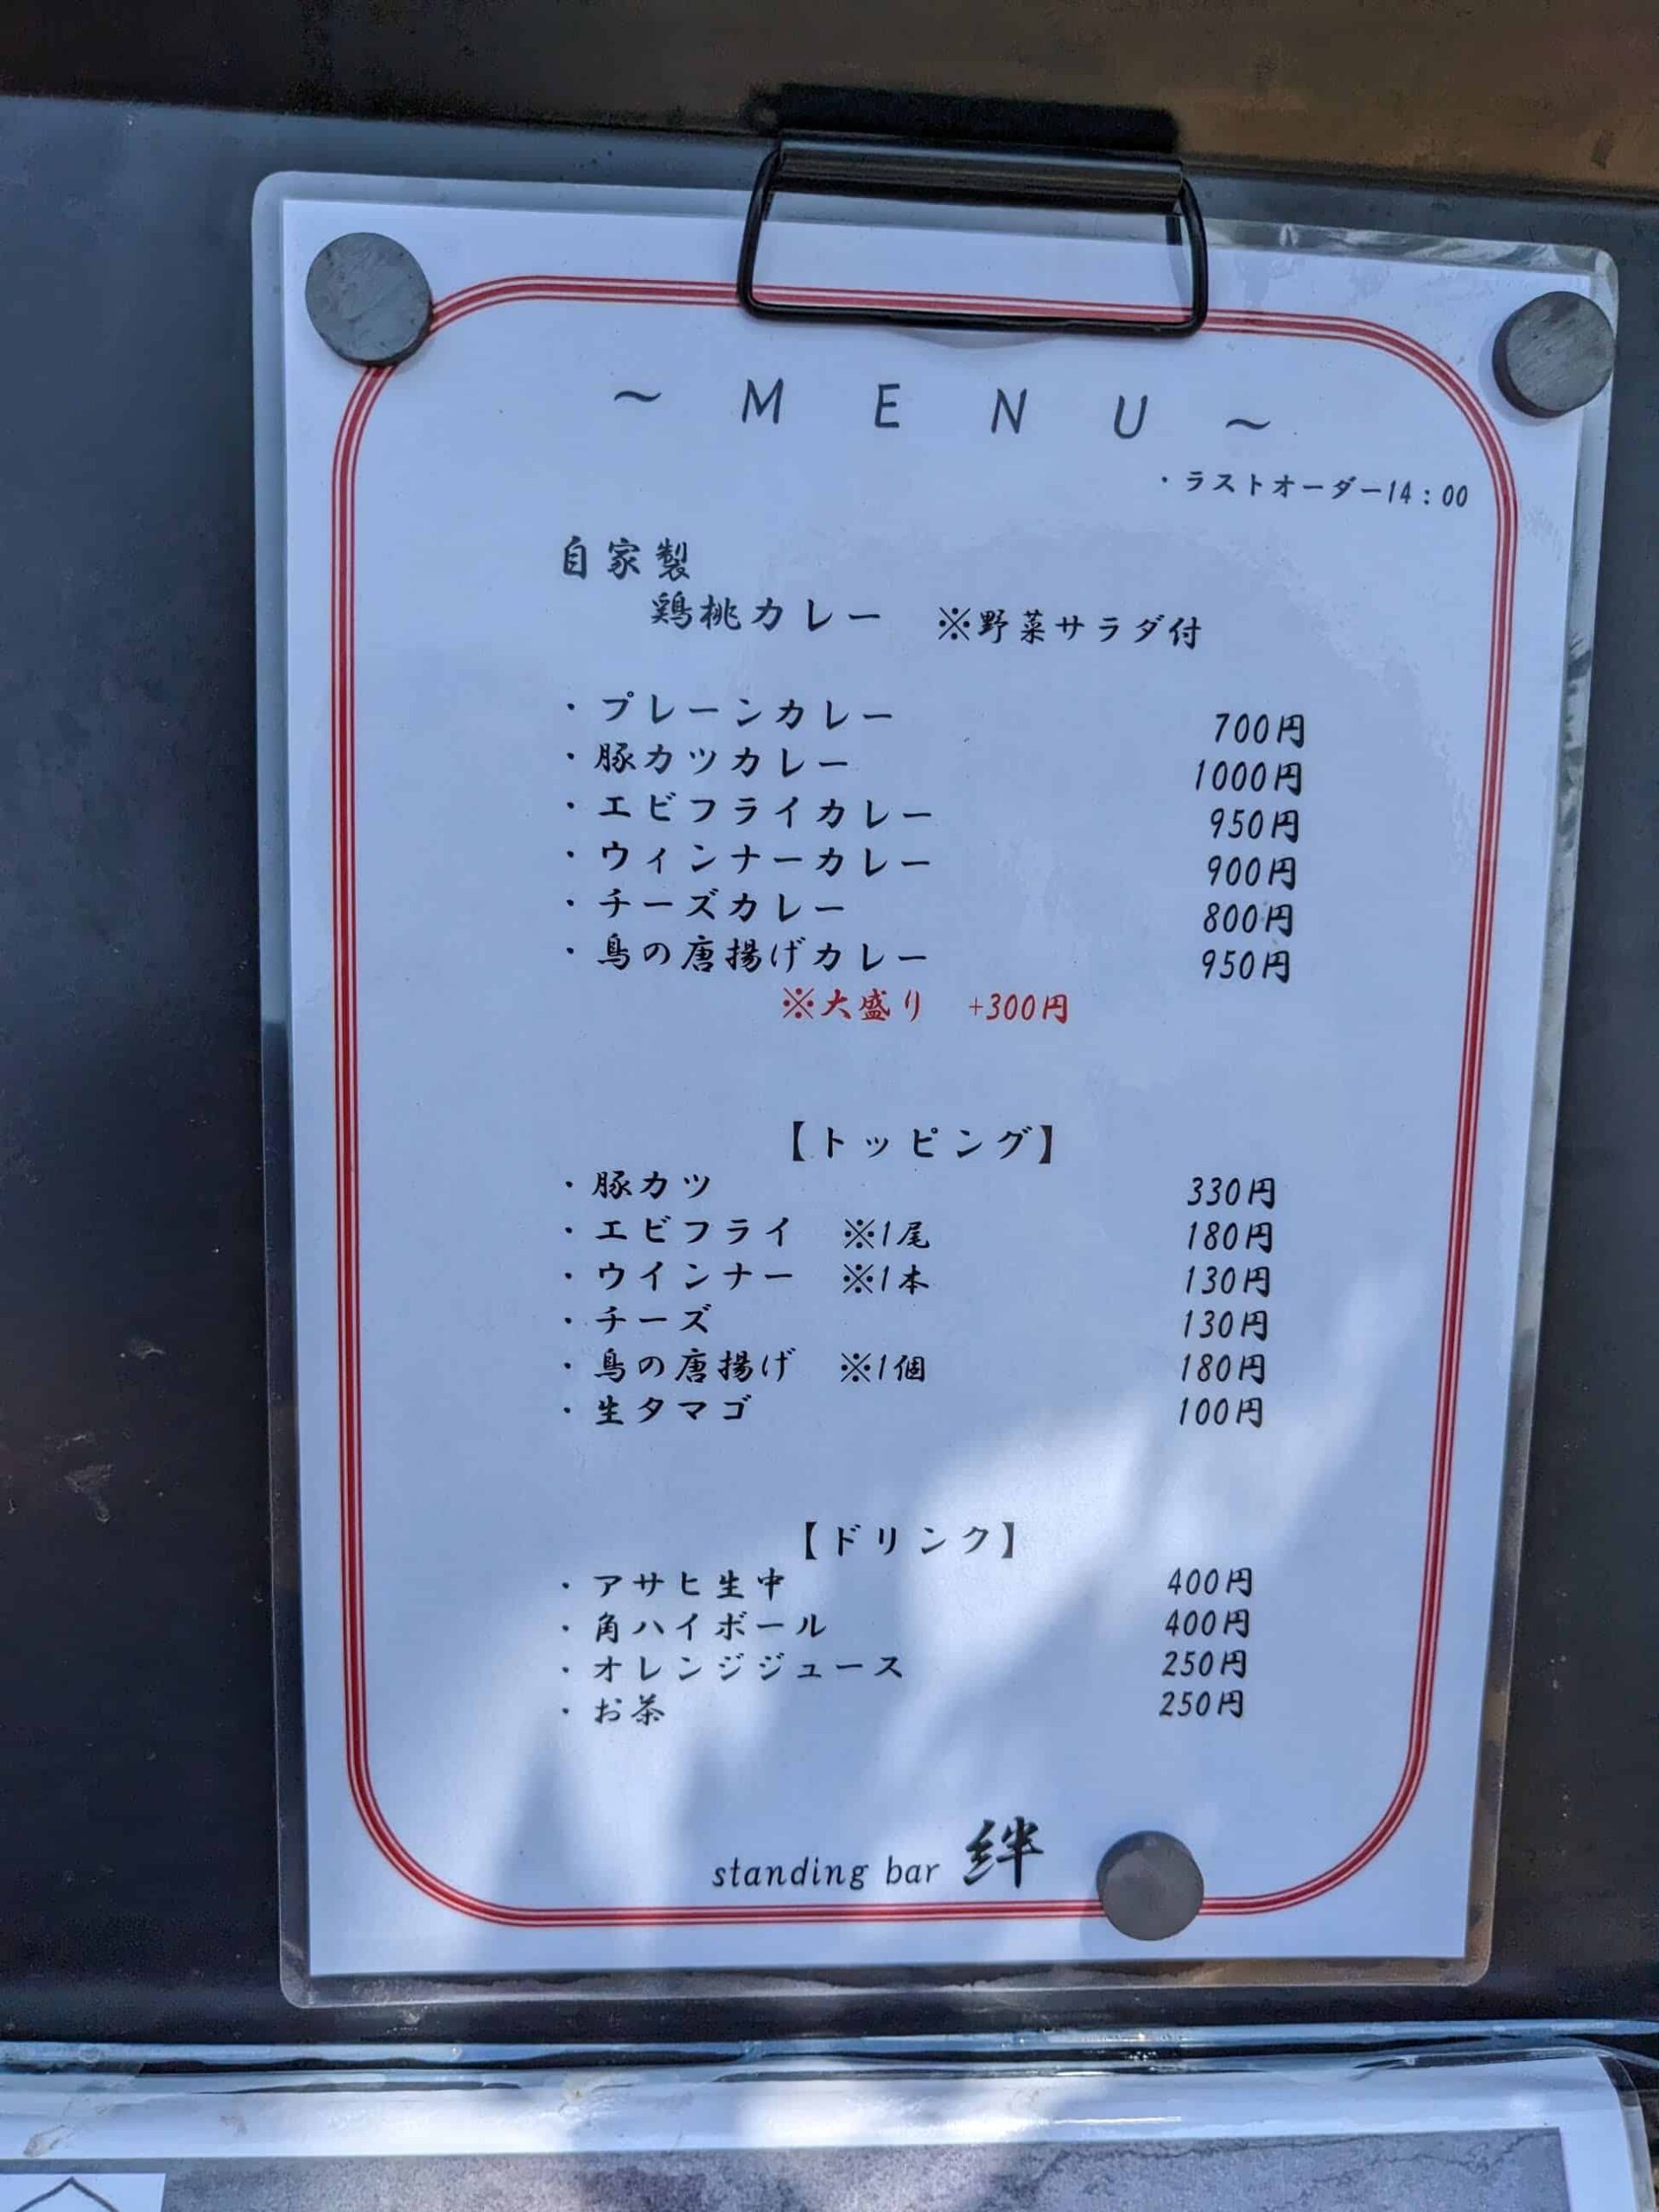 ～ M E N U ～
・ラストオーダー14：00
自家製
鶏桃カレー ※野菜サラダ付
・プレーンカレー 700円
・豚カツカレー 1000円
・エビフライカレー 950円
・ウィンナーカレー 900円
・チーズカレー 800円
・鳥の唐揚げカレー 950円
※大盛り +300円
【トッピング】
・豚カツ 330円
・エビフライ ※1尾 180円
・ウインナー ※1本 130円
・チーズ 130円
・鳥の唐揚げ ※1個 180円
・生タマゴ 100円
【ドリンク】
・アサヒ生中 400円
・角ハイボール 400円
・オレンジジュース 250円
・お茶 250円
standing bar 絆